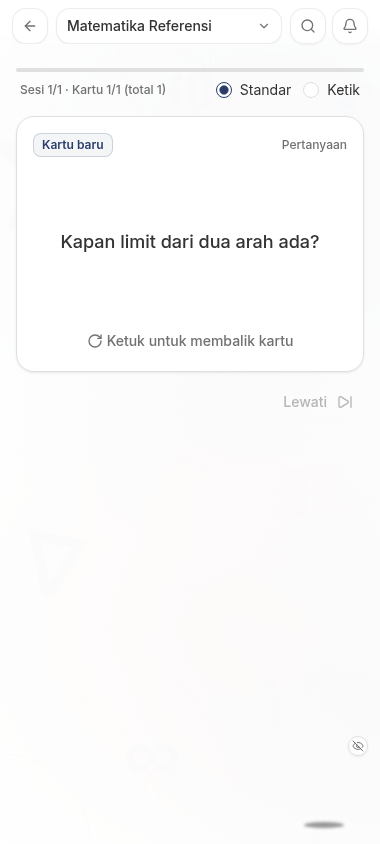 Matematika Referensi
Sesi 1/1 · Kartu 1/1 (total 1)
Standar
Ketik
Kartu baru
Pertanyaan
Kapan limit dari dua arah ada?
Ketuk untuk membalik kartu
Lewati